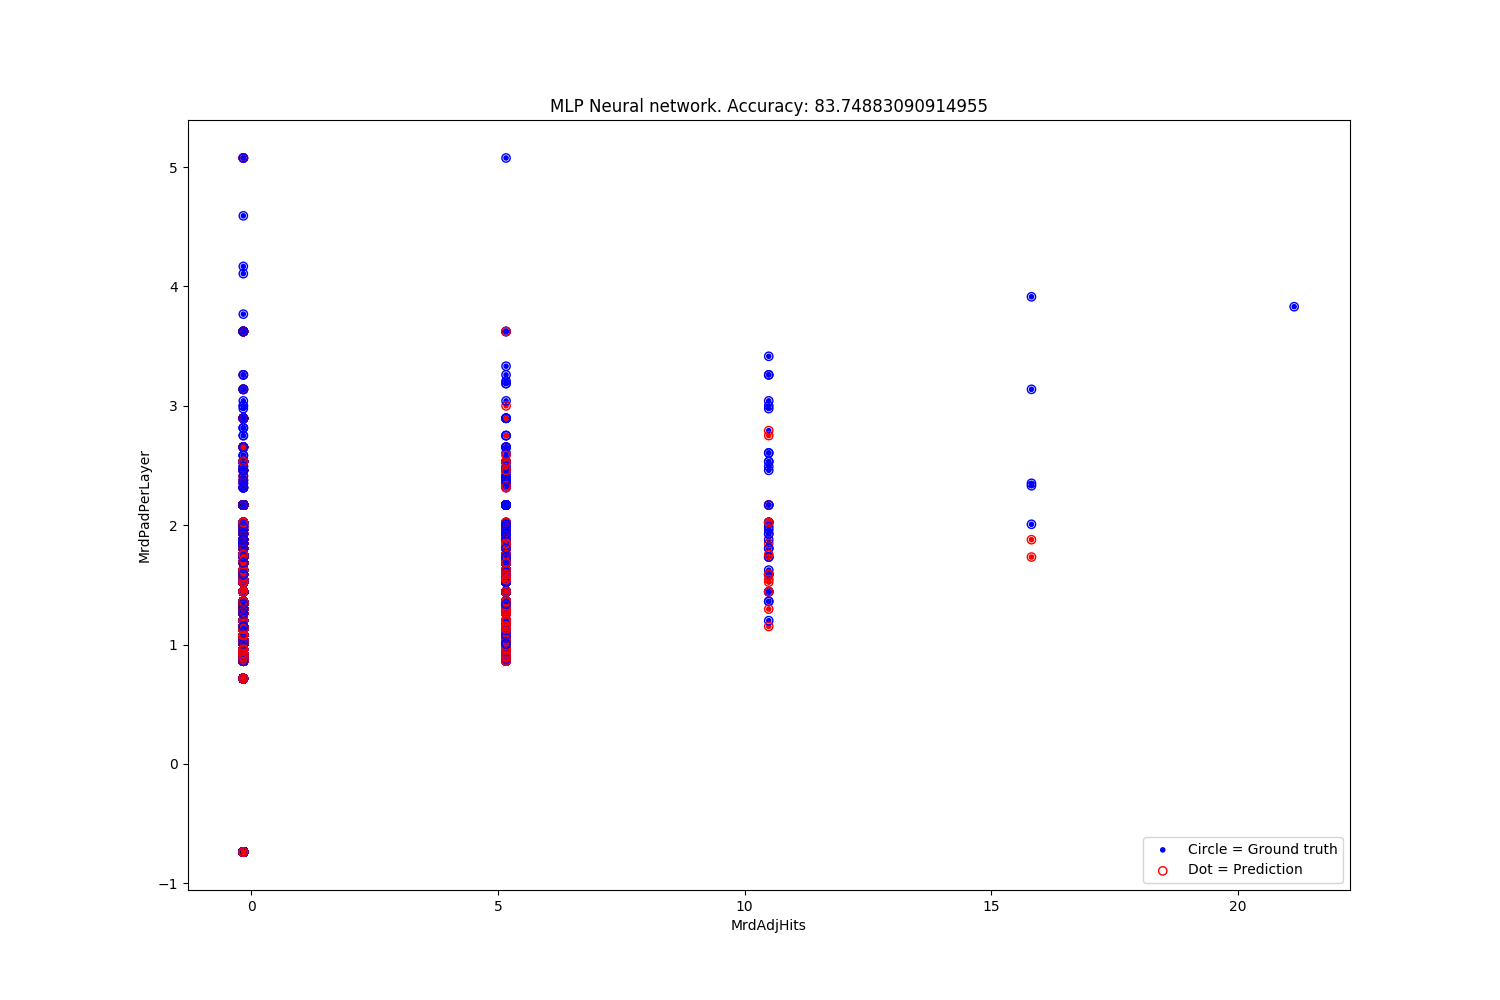 MLP Neural network. Accuracy: 83.74883090914955
5
4
3
2
1
0
−1
MrdPadPerLayer
0 5 10 15 20
MrdAdjHits
Circle = Ground truth
Dot = Prediction